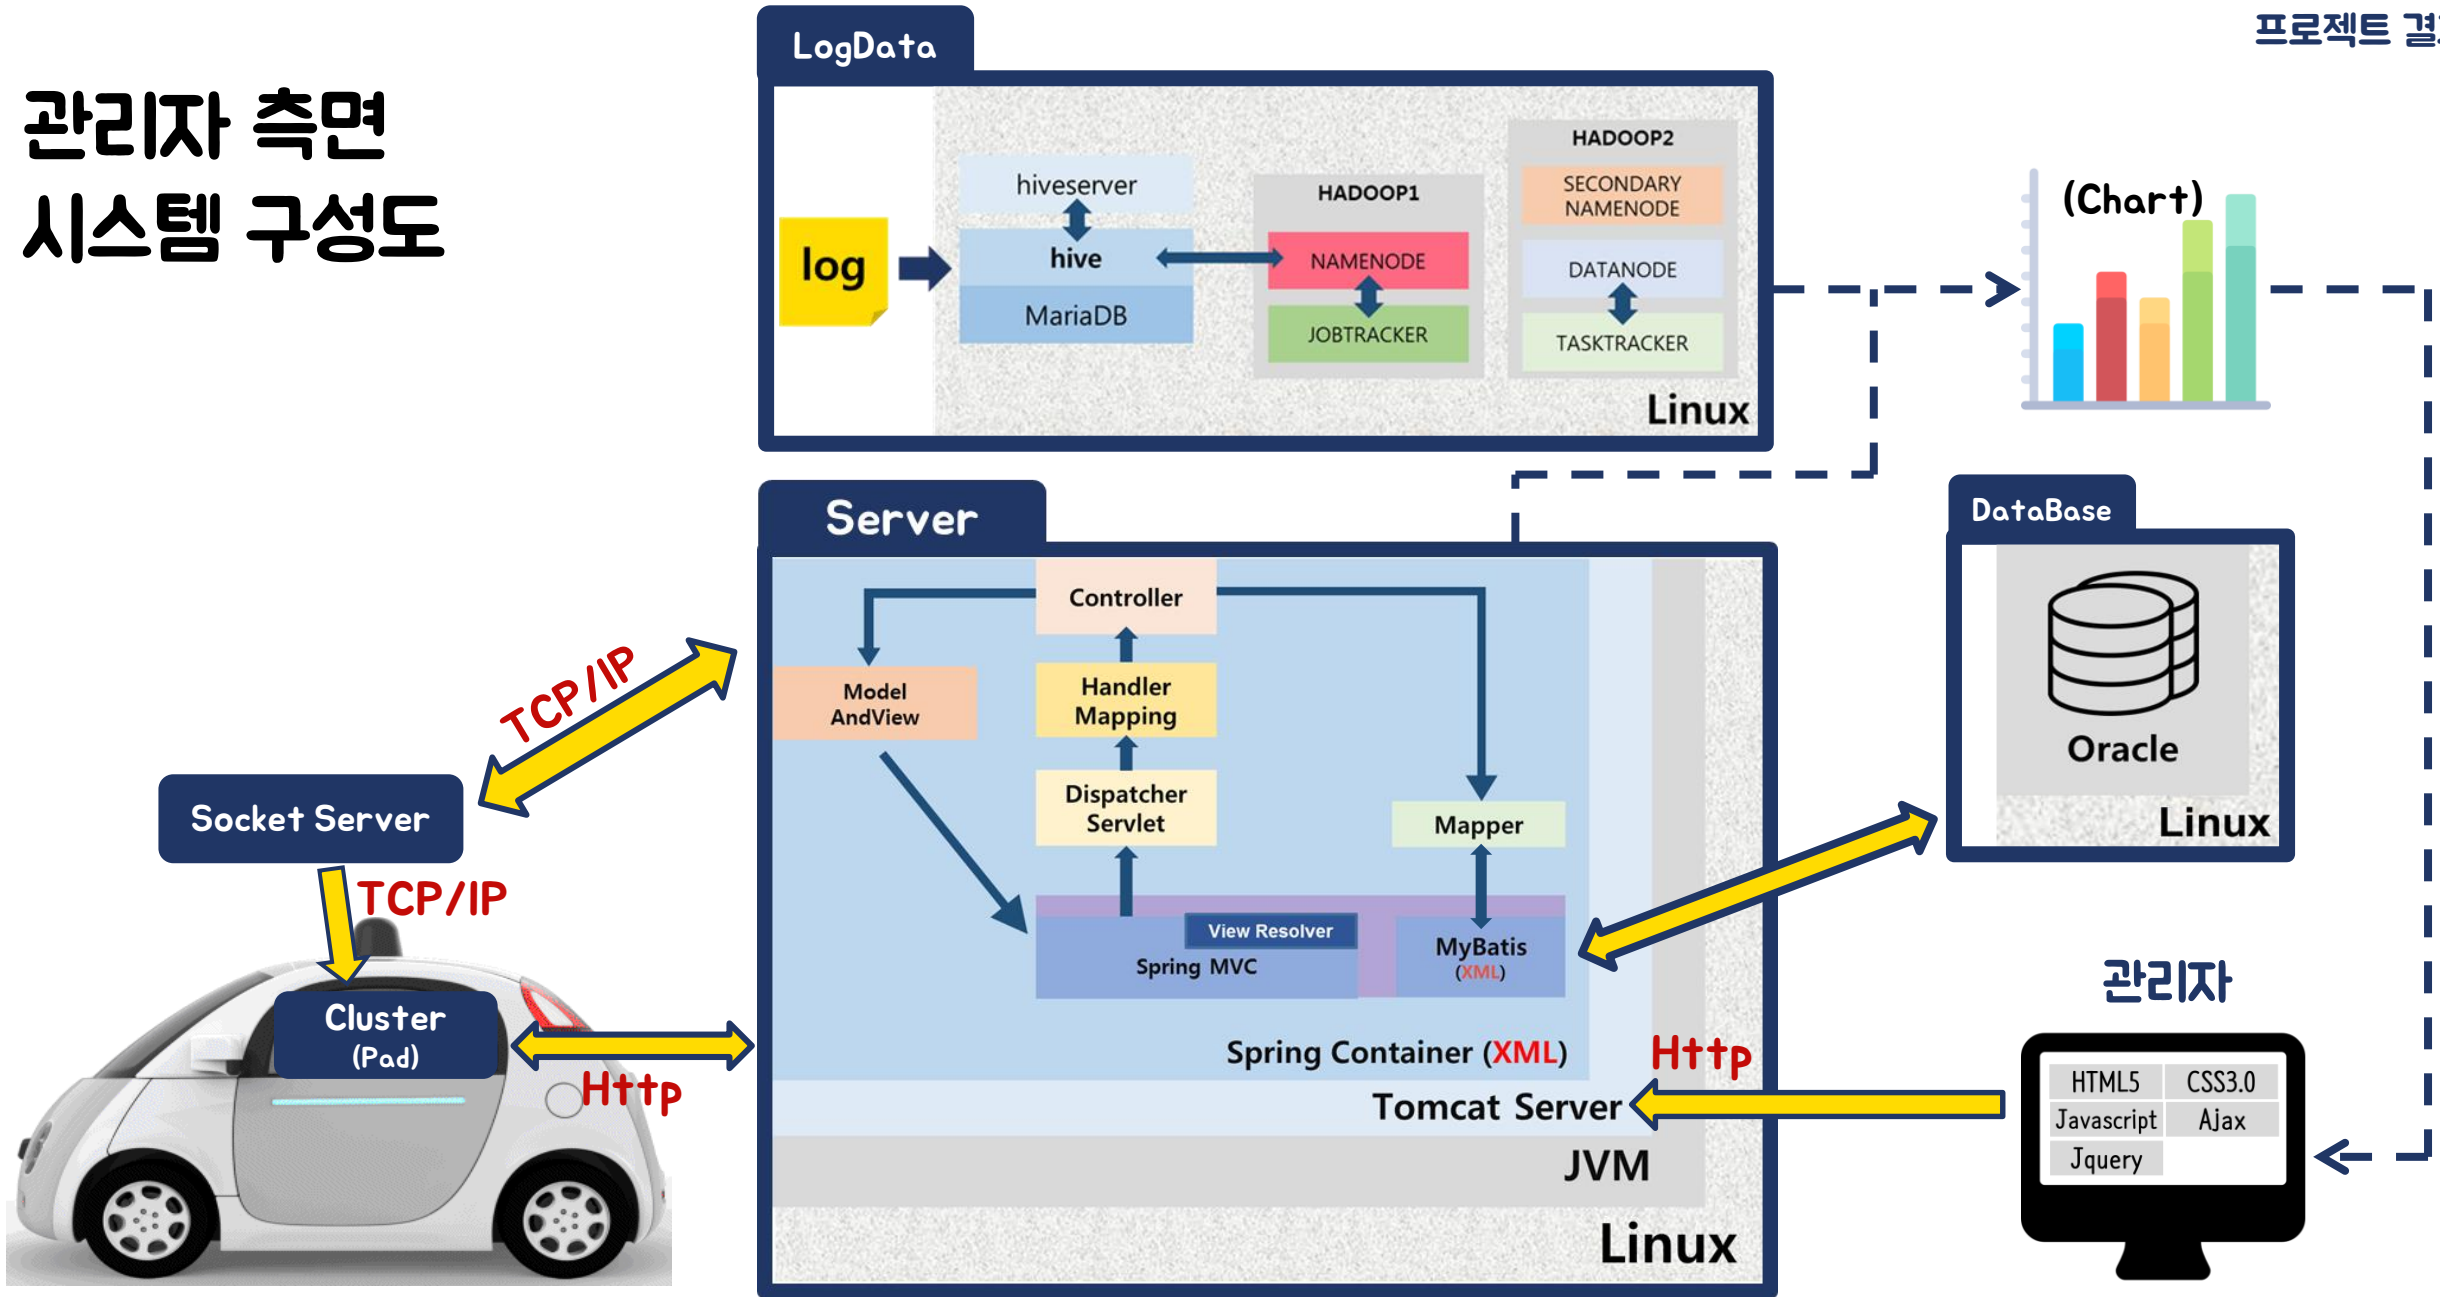 프로젝트 결
관리자 측면
시스템 구성도
LogData
log
hiveserver
hive
MariaDB
HADOOP1
NAMENODE
JOBTRACKER
HADOOP2
SECONDARY
NAMENODE
DATANODE
TASKTRACKER
Linux
(Chart)
Server
Controller
Model
AndView
Handler
Mapping
Dispatcher
Servlet
Mapper
View Resolver
Spring MVC
MyBatis
(XML)
Spring Container (XML)
Tomcat Server
JVM
Linux
DataBase
Oracle
Linux
TCP/IP
Socket Server
TCP/IP
Cluster
(Pad)
Http
Http
관리자
HTML5
CSS3.0
Javascript
Ajax
Jquery